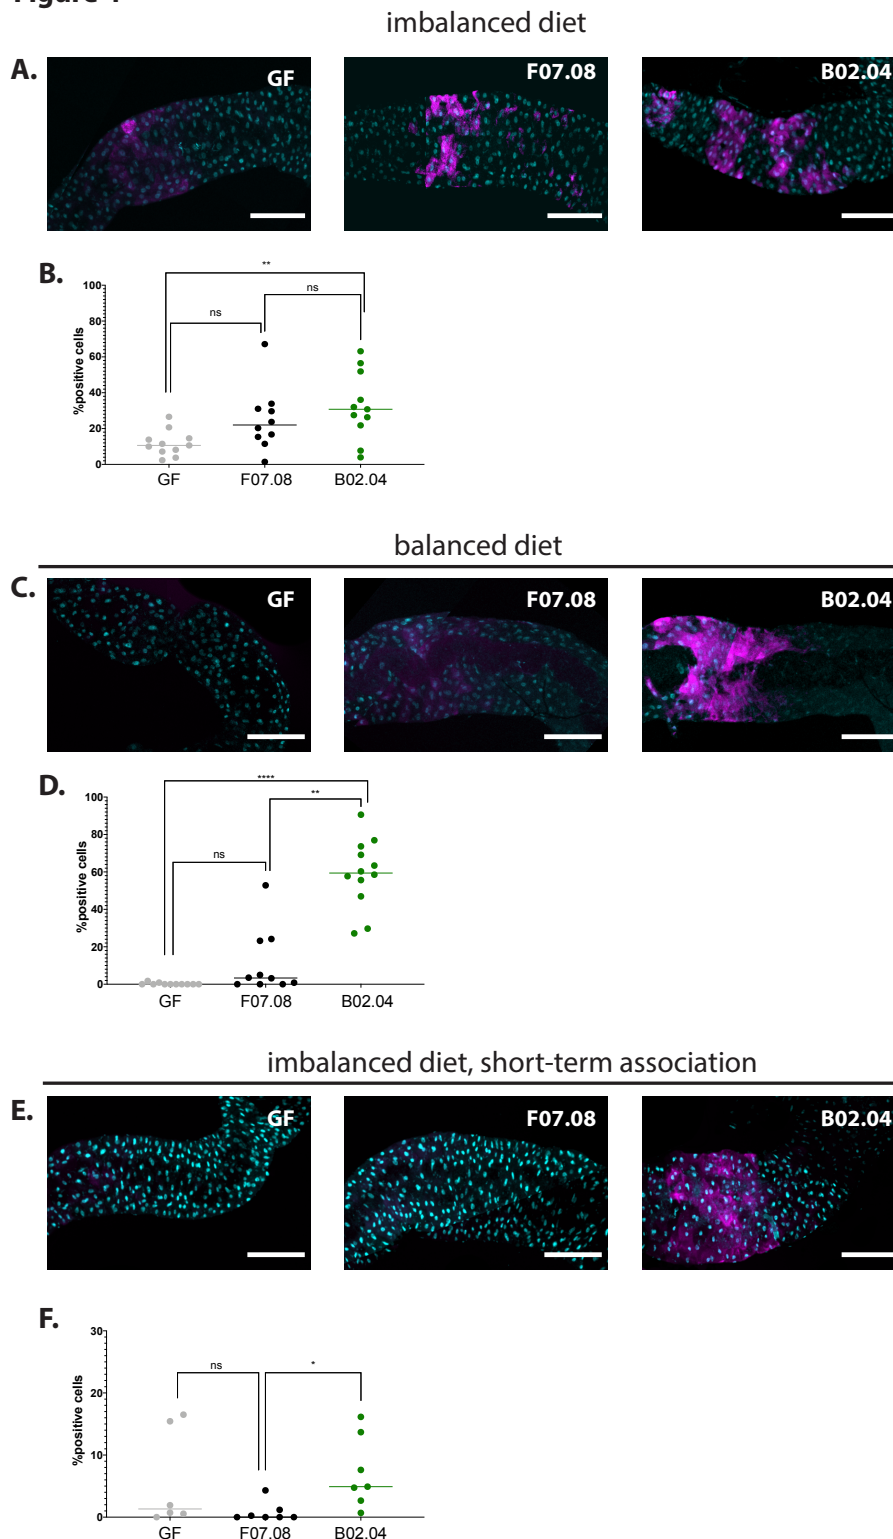 imbalanced diet
A.
GF
F07.08
B02.04
B.
**
ns
ns
100
80
60
40
20
0
%positive cells
GF
F07.08
B02.04
balanced diet
C.
GF
F07.08
B02.04
D.
****
**
ns
100
80
60
40
20
0
%positive cells
GF
F07.08
B02.04
imbalanced diet, short-term association
E.
GF
F07.08
B02.04
F.
ns
*
30
20
10
0
%positive cells
GF
F07.08
B02.04